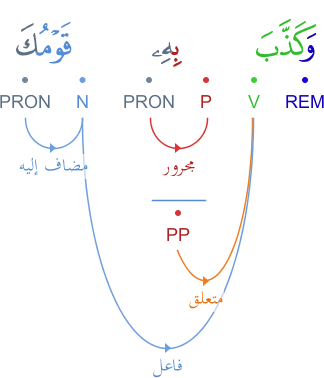 وَكَذَّبَ بِهِۦ قَوْمُكَ
REM V P PRON N PRON
مجرور مضاف إليه
PP
متعلق
فاعل